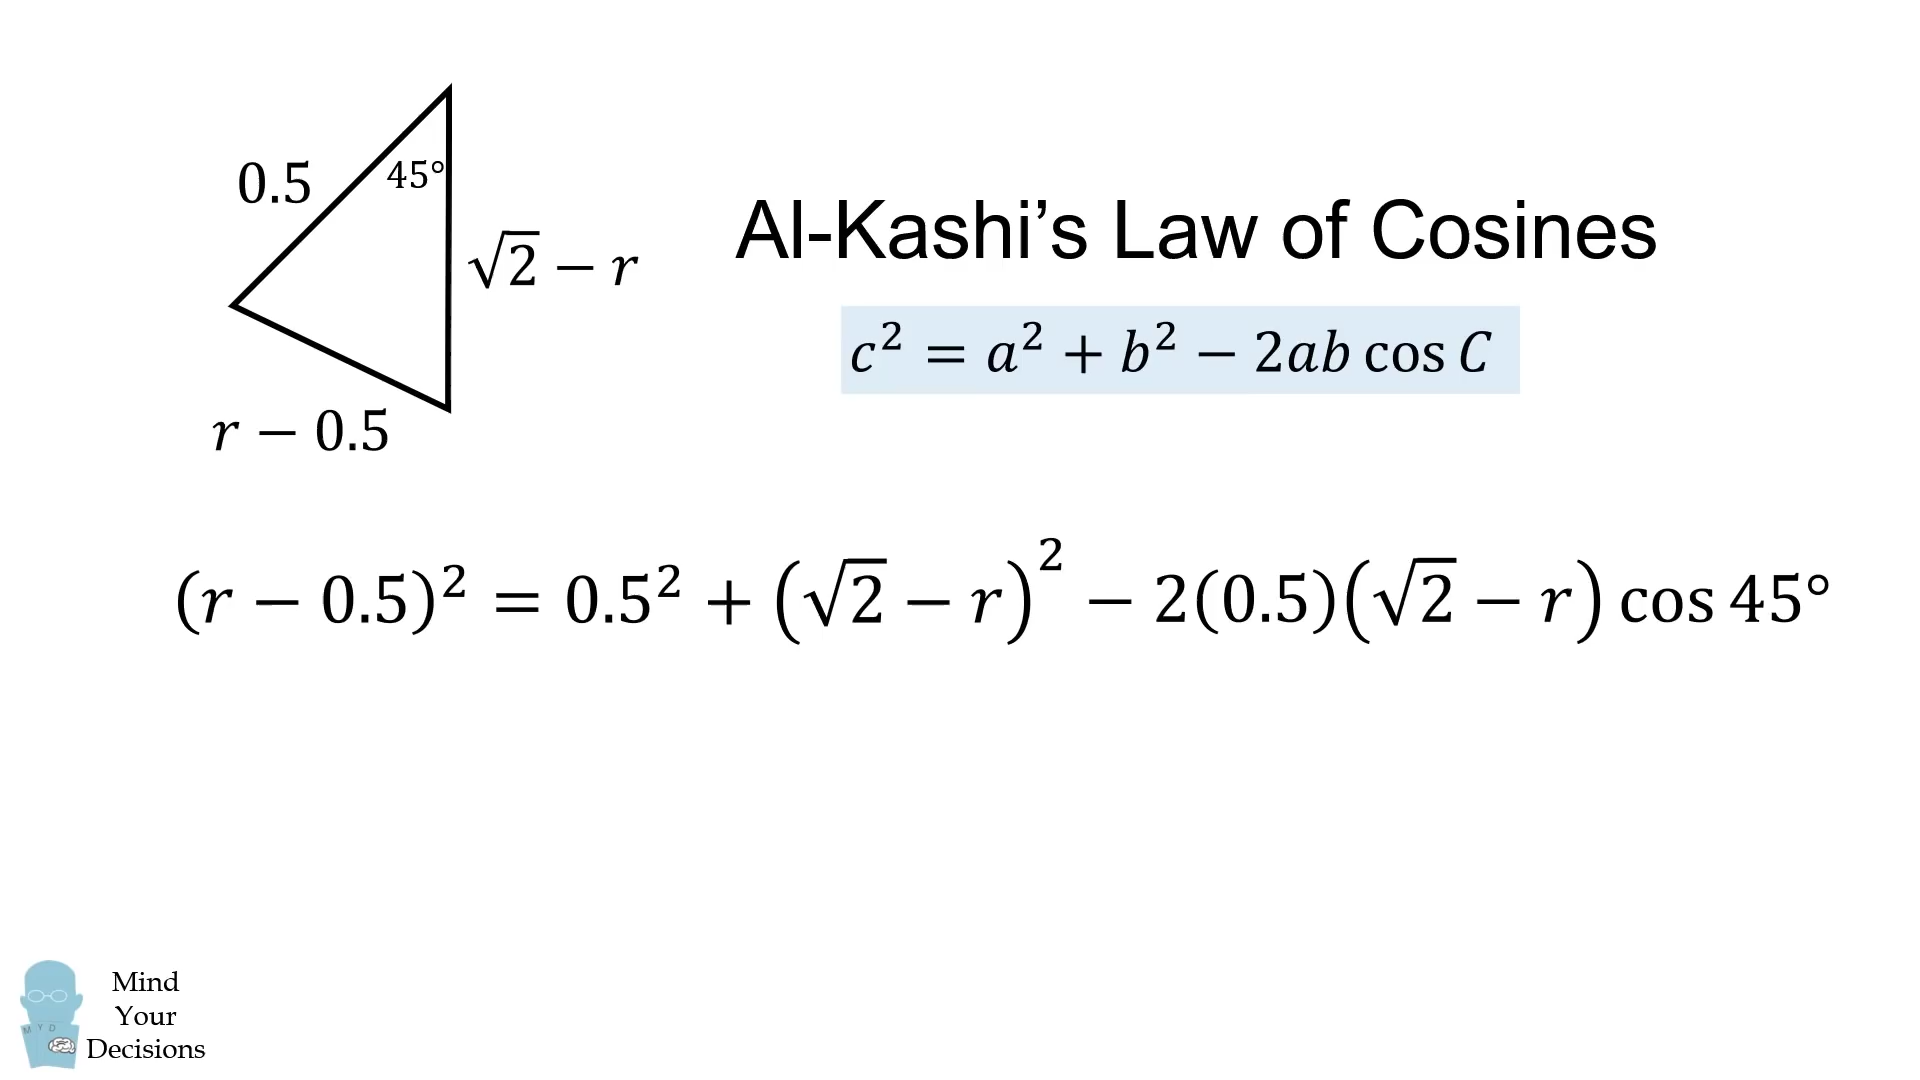 0.5
45°
√2 − r
r − 0.5
Al-Kashi’s Law of Cosines
c² = a² + b² − 2ab cos C
(r − 0.5)² = 0.5² + (√2 − r)² − 2(0.5)(√2 − r) cos 45°
M Y D
Mind
Your
Decisions